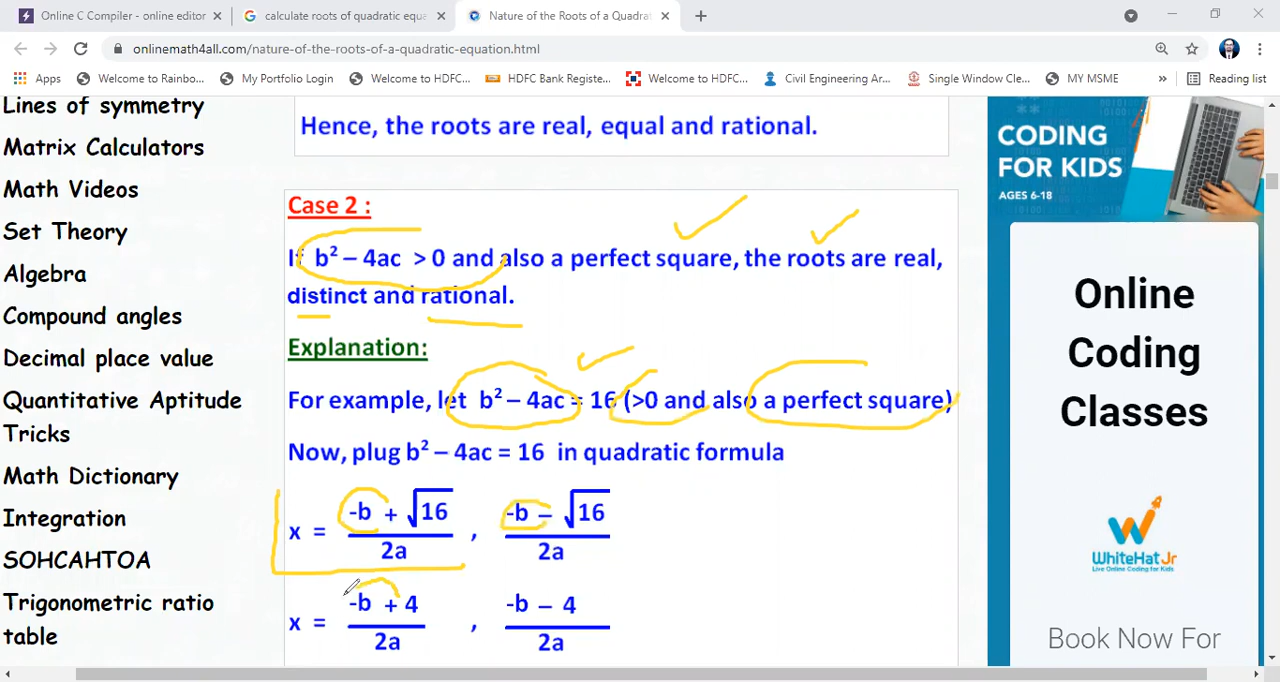 Online C Compiler - online editor
calculate roots of quadratic equa
Nature of the Roots of a Quadrat
onlinemath4all.com/nature-of-the-roots-of-a-quadratic-equation.html
Apps
Welcome to Rainbo...
My Portfolio Login
Welcome to HDFC...
HDFC Bank Registe...
Welcome to HDFC...
Civil Engineering Ar...
Single Window Cle...
MY MSME
»
Reading list
Lines of symmetry
Matrix Calculators
Math Videos
Set Theory
Algebra
Compound angles
Decimal place value
Quantitative Aptitude
Tricks
Math Dictionary
Integration
SOHCAHTOA
Trigonometric ratio
table
Hence, the roots are real, equal and rational.
Case 2 :
If b² – 4ac > 0 and also a perfect square, the roots are real,
distinct and rational.
Explanation:
For example, let b² – 4ac = 16 (>0 and also a perfect square)
Now, plug b² – 4ac = 16 in quadratic formula
x = (-b + √16)/2a , (-b – √16)/2a
x = (-b + 4)/2a , (-b – 4)/2a
CODING
FOR KIDS
AGES 6-18
Online
Coding
Classes
WhiteHat Jr
Live Online Coding for Kids
Book Now For